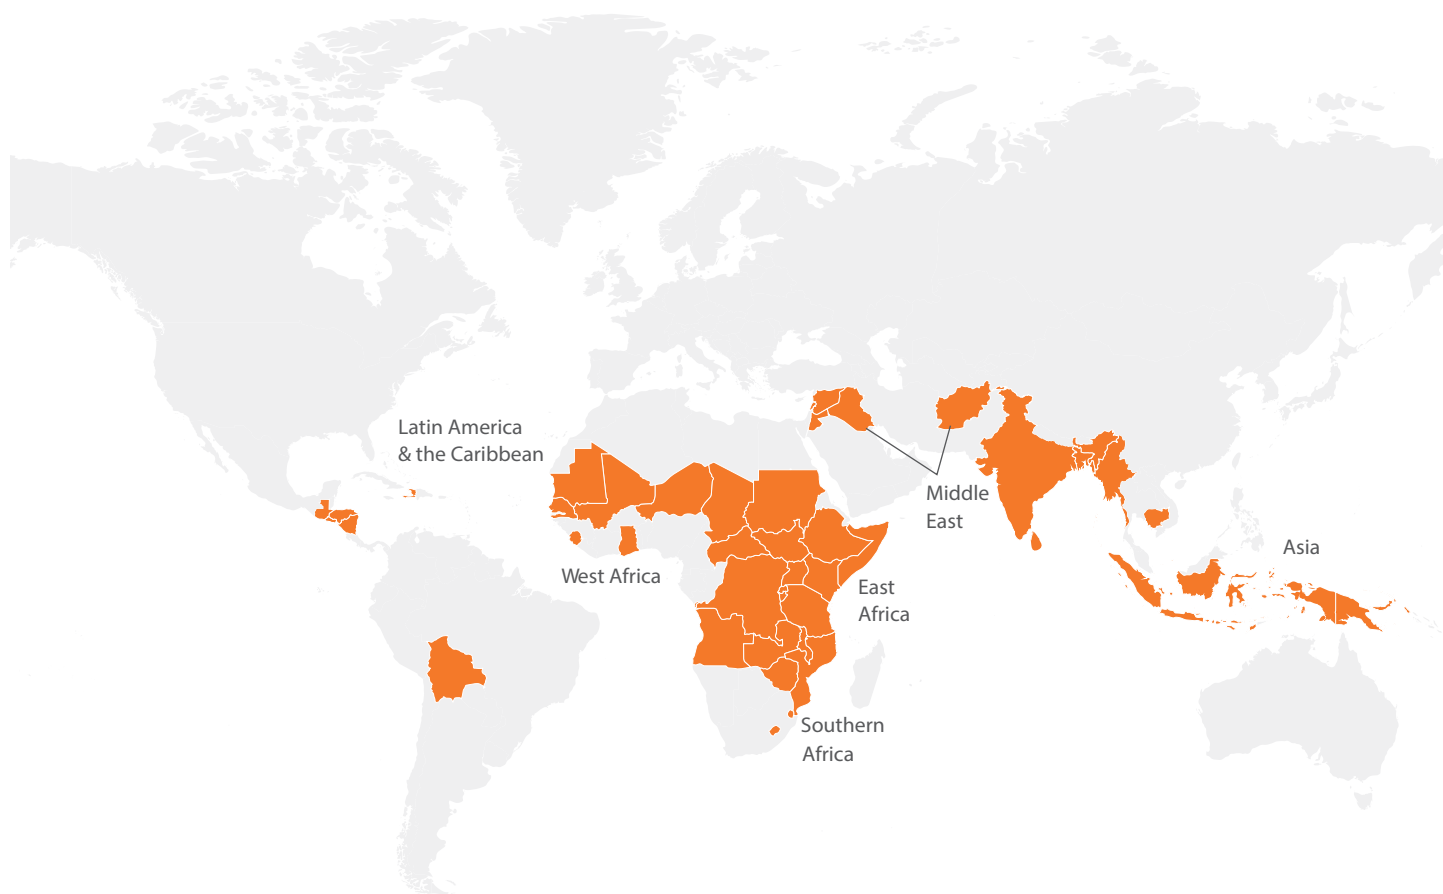 Latin America
& the Caribbean
West Africa
East
Africa
Southern
Africa
Middle
East
Asia